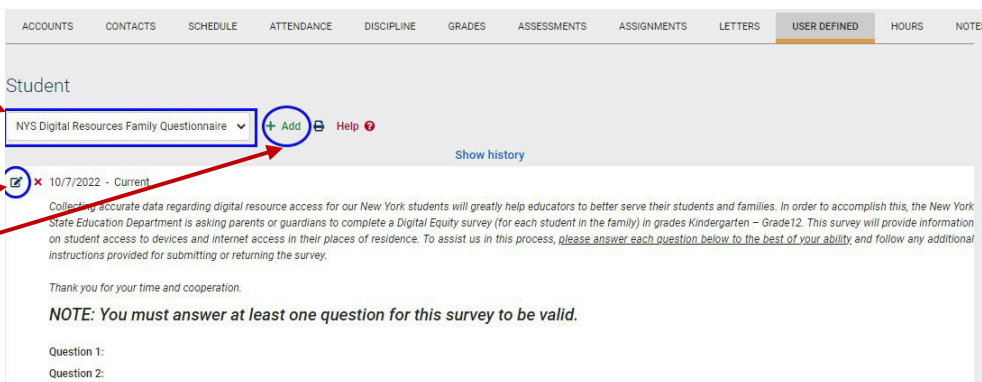 ACCOUNTS CONTACTS SCHEDULE ATTENDANCE DISCIPLINE GRADES ASSESSMENTS ASSIGNMENTS LETTERS USER DEFINED HOURS NOTES
Student
NYS Digital Resources Family Questionnaire + Add Help ?
Show history
× 10/7/2022 - Current
Collecting accurate data regarding digital resource access for our New York students will greatly help educators to better serve their students and families. In order to accomplish this, the New York
State Education Department is asking parents or guardians to complete a Digital Equity survey (for each student in the family) in grades Kindergarten – Grade12. This survey will provide information
on student access to devices and internet access in their places of residence. To assist us in this process, please answer each question below to the best of your ability and follow any additional
instructions provided for submitting or returning the survey.
Thank you for your time and cooperation.
NOTE: You must answer at least one question for this survey to be valid.
Question 1:
Question 2: